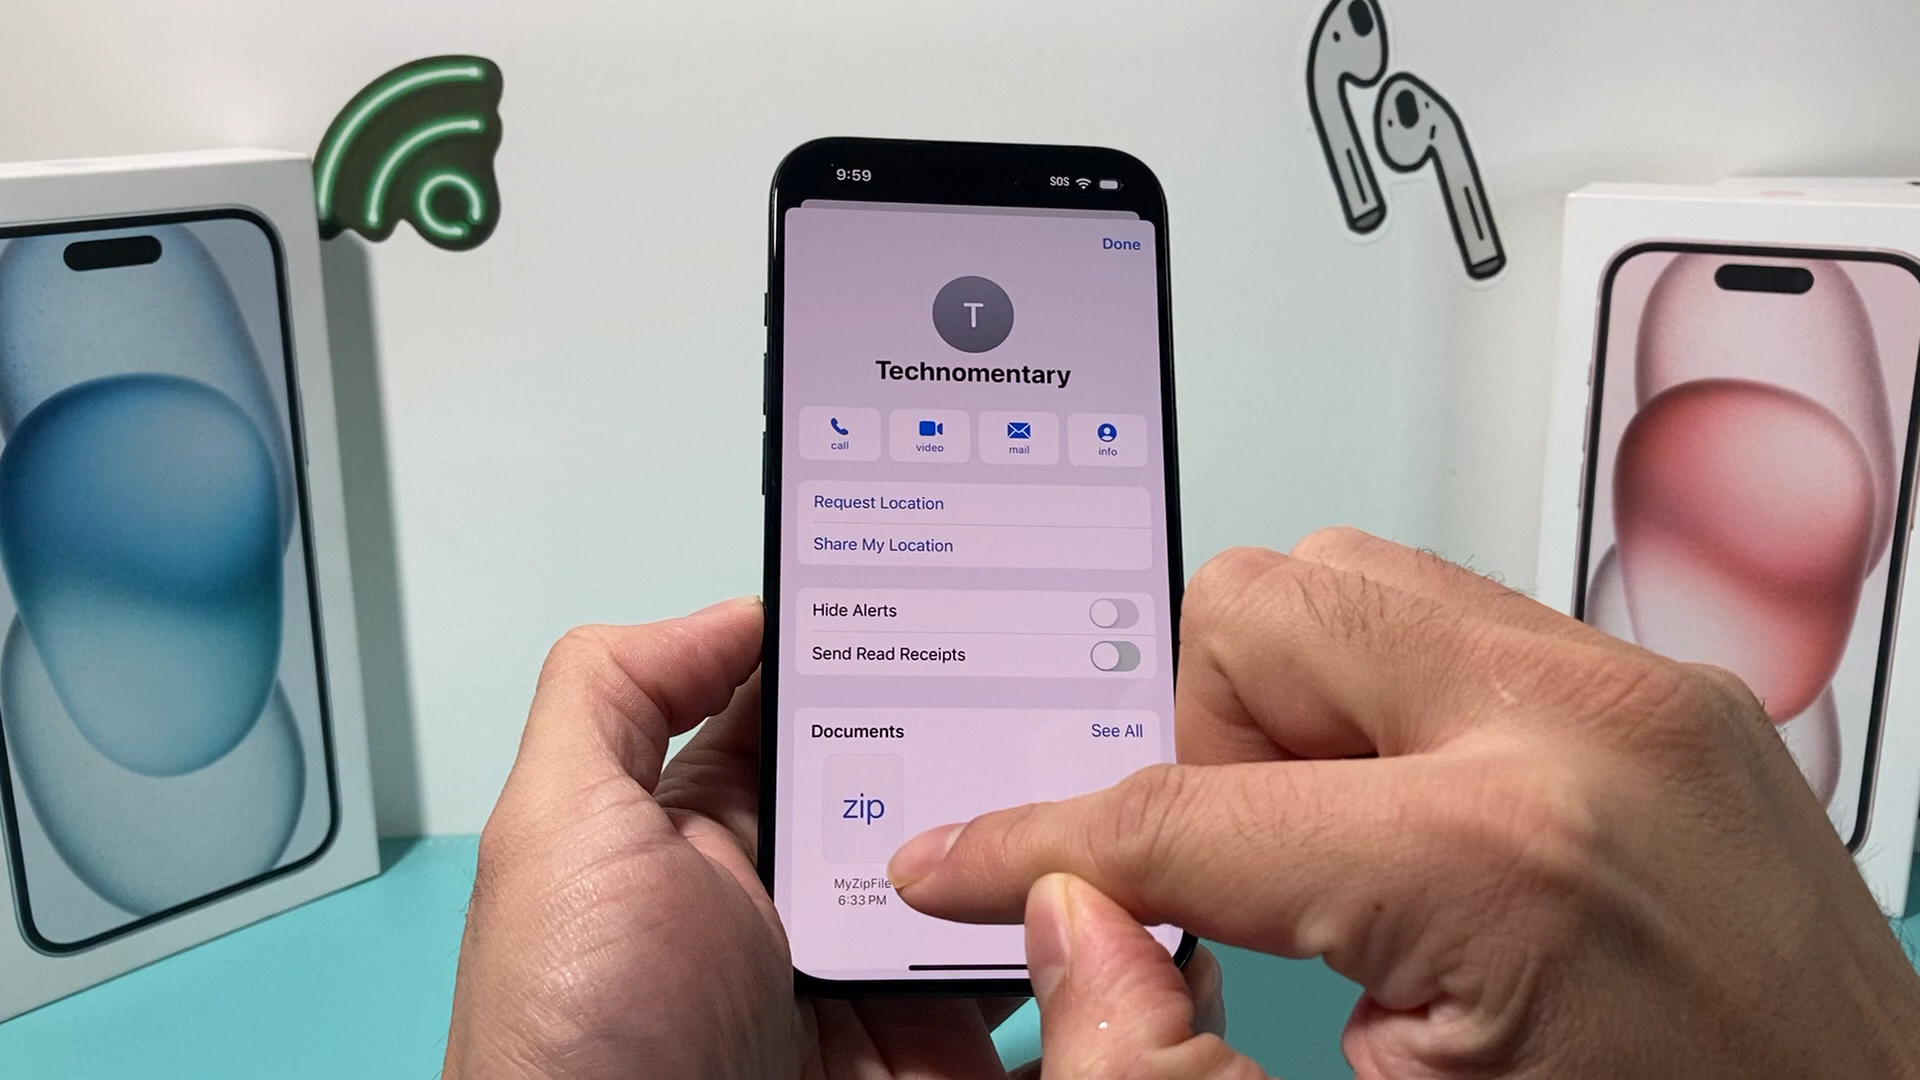 9:59
SOS
Done
T
Technomentary
call
video
mail
info
Request Location
Share My Location
Hide Alerts
Send Read Receipts
Documents
See All
zip
MyZipFile
6:33 PM